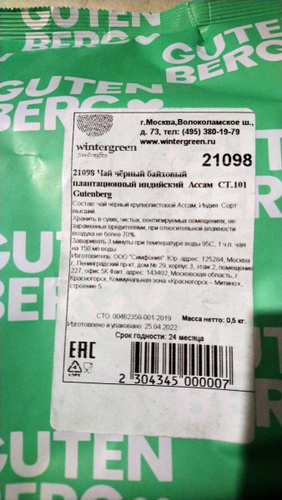 GUTEN
BERG
GUTEN
BERG
wintergreen
г.Москва,Волоколамское ш.,
д. 73, тел: (495) 380-19-79
www.wintergreen.ru
21098
21098 Чай чёрный байховый
плантационный индийский Ассам СТ.101
Gutenberg
Состав: чай чёрный крупнолистовой Ассам, Индия. Сорт
высший
Хранить в сухих, чистых, вентилируемых помещениях, не
заражённых вредителями, при относительной влажности
воздуха не более 70%.
Заваривать 3 минуты при температуре воды 95С, 1 ч.л. чая
на 150 мл воды.
Изготовитель: ООО "Симфония" Юр. адрес: 125284, Москва
г, Ленинградский пр-кт, дом № 29, корпус 3, этаж 2, помещение
227, офис 5К Факт. адрес: 143492, Московская область, г
Красногорск, Коммунальная зона «Красногорск – Митино»,
строение 5
СТО: 00462350-001-2019
Масса нетто: 0,5 кг.
Изготовлено и упаковано: 25.04.2022
Срок годности: 24 месяца
EAC
2 304345 000007
GUTEN
BERG